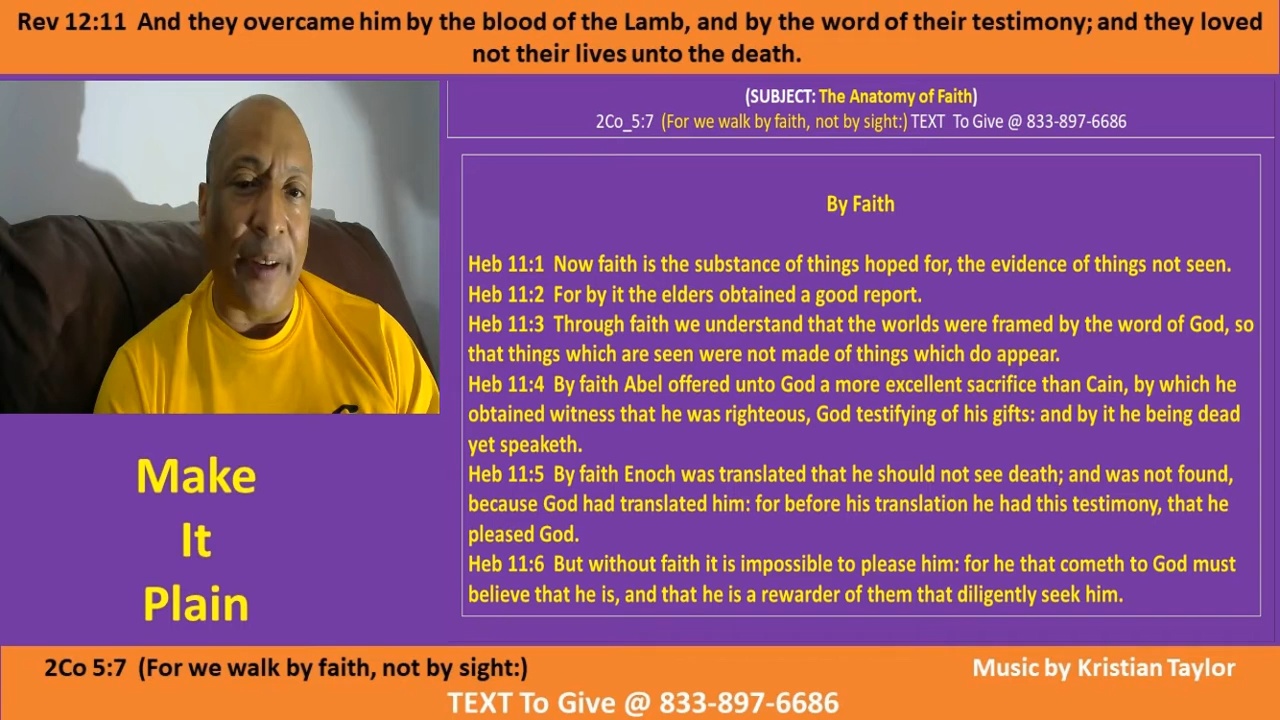 Rev 12:11  And they overcame him by the blood of the Lamb, and by the word of their testimony; and they loved
not their lives unto the death.
(SUBJECT: The Anatomy of Faith)
2Co_5:7  (For we walk by faith, not by sight:) TEXT  To Give @ 833-897-6686
By Faith
Heb 11:1  Now faith is the substance of things hoped for, the evidence of things not seen.
Heb 11:2  For by it the elders obtained a good report.
Heb 11:3  Through faith we understand that the worlds were framed by the word of God, so
that things which are seen were not made of things which do appear.
Heb 11:4  By faith Abel offered unto God a more excellent sacrifice than Cain, by which he
obtained witness that he was righteous, God testifying of his gifts: and by it he being dead
yet speaketh.
Heb 11:5  By faith Enoch was translated that he should not see death; and was not found,
because God had translated him: for before his translation he had this testimony, that he
pleased God.
Heb 11:6  But without faith it is impossible to please him: for he that cometh to God must
believe that he is, and that he is a rewarder of them that diligently seek him.
Make
It
Plain
2Co 5:7  (For we walk by faith, not by sight:)
Music by Kristian Taylor
TEXT To Give @ 833-897-6686